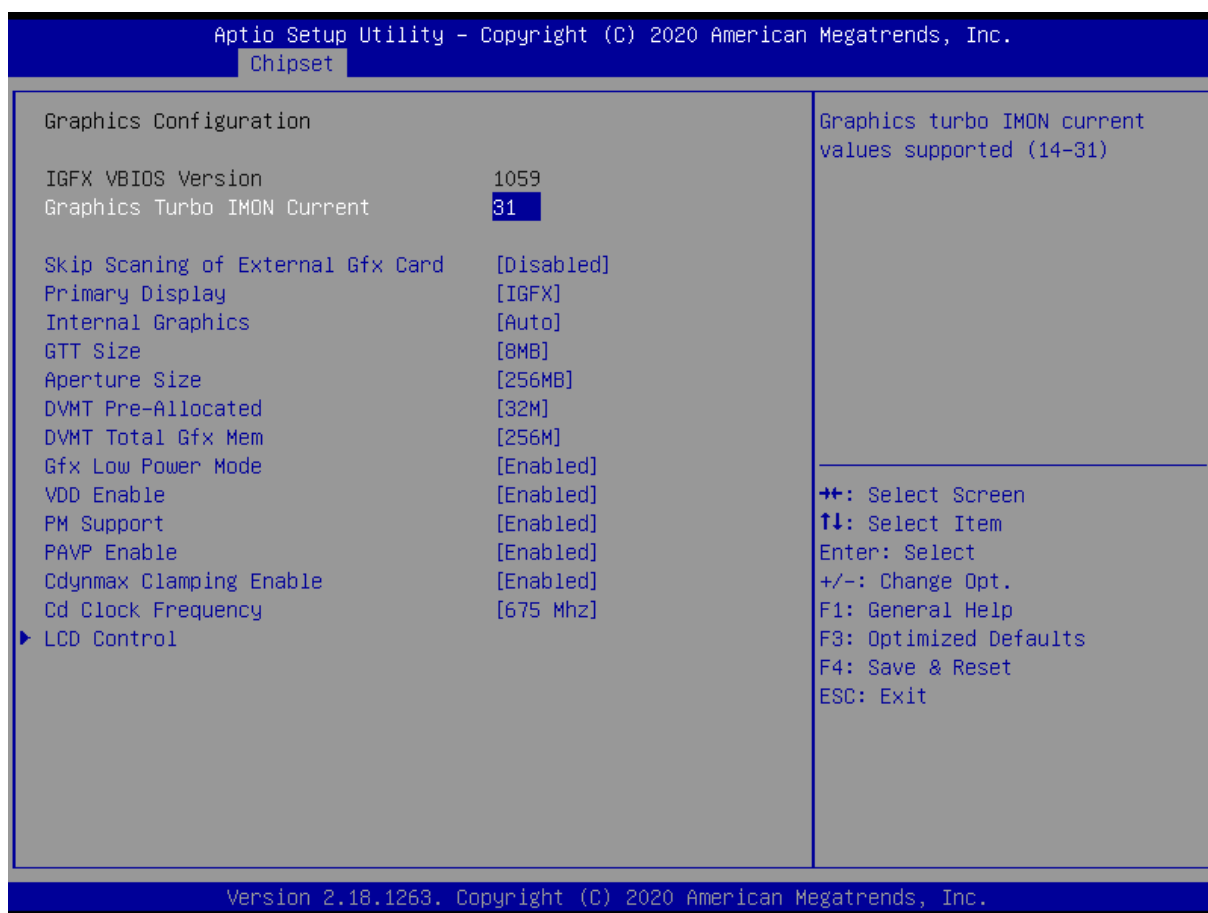 Aptio Setup Utility – Copyright (C) 2020 American Megatrends, Inc.
Chipset
Graphics Configuration
IGFX VBIOS Version 1059
Graphics Turbo IMON Current 31
Skip Scaning of External Gfx Card [Disabled]
Primary Display [IGFX]
Internal Graphics [Auto]
GTT Size [8MB]
Aperture Size [256MB]
DVMT Pre-Allocated [32M]
DVMT Total Gfx Mem [256M]
Gfx Low Power Mode [Enabled]
VDD Enable [Enabled]
PM Support [Enabled]
PAVP Enable [Enabled]
Cdynmax Clamping Enable [Enabled]
Cd Clock Frequency [675 Mhz]
LCD Control
Graphics turbo IMON current
values supported (14-31)
→←: Select Screen
↑↓: Select Item
Enter: Select
+/-: Change Opt.
F1: General Help
F3: Optimized Defaults
F4: Save & Reset
ESC: Exit
Version 2.18.1263. Copyright (C) 2020 American Megatrends, Inc.